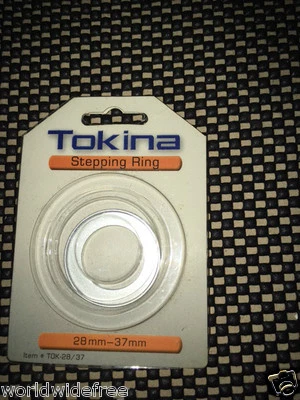 Tokina
Stepping Ring
28mm–37mm
Item # TOK-28/37
worldwidefree